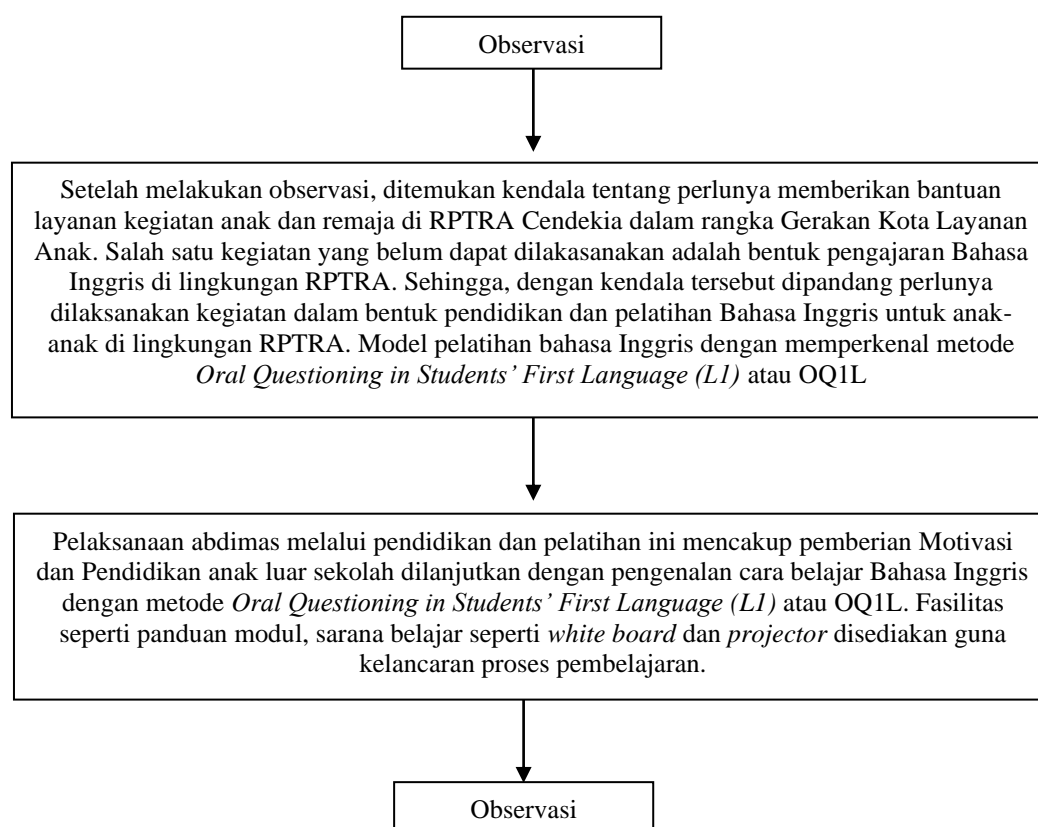 Observasi
Setelah melakukan observasi, ditemukan kendala tentang perlunya memberikan bantuan
layanan kegiatan anak dan remaja di RPTRA Cendekia dalam rangka Gerakan Kota Layanan
Anak. Salah satu kegiatan yang belum dapat dilakasanakan adalah bentuk pengajaran Bahasa
Inggris di lingkungan RPTRA. Sehingga, dengan kendala tersebut dipandang perlunya
dilaksanakan kegiatan dalam bentuk pendidikan dan pelatihan Bahasa Inggris untuk anak-
anak di lingkungan RPTRA. Model pelatihan bahasa Inggris dengan memperkenal metode
Oral Questioning in Students’ First Language (L1) atau OQ1L
Pelaksanaan abdimas melalui pendidikan dan pelatihan ini mencakup pemberian Motivasi
dan Pendidikan anak luar sekolah dilanjutkan dengan pengenalan cara belajar Bahasa Inggris
dengan metode Oral Questioning in Students’ First Language (L1) atau OQ1L. Fasilitas
seperti panduan modul, sarana belajar seperti white board dan projector disediakan guna
kelancaran proses pembelajaran.
Observasi